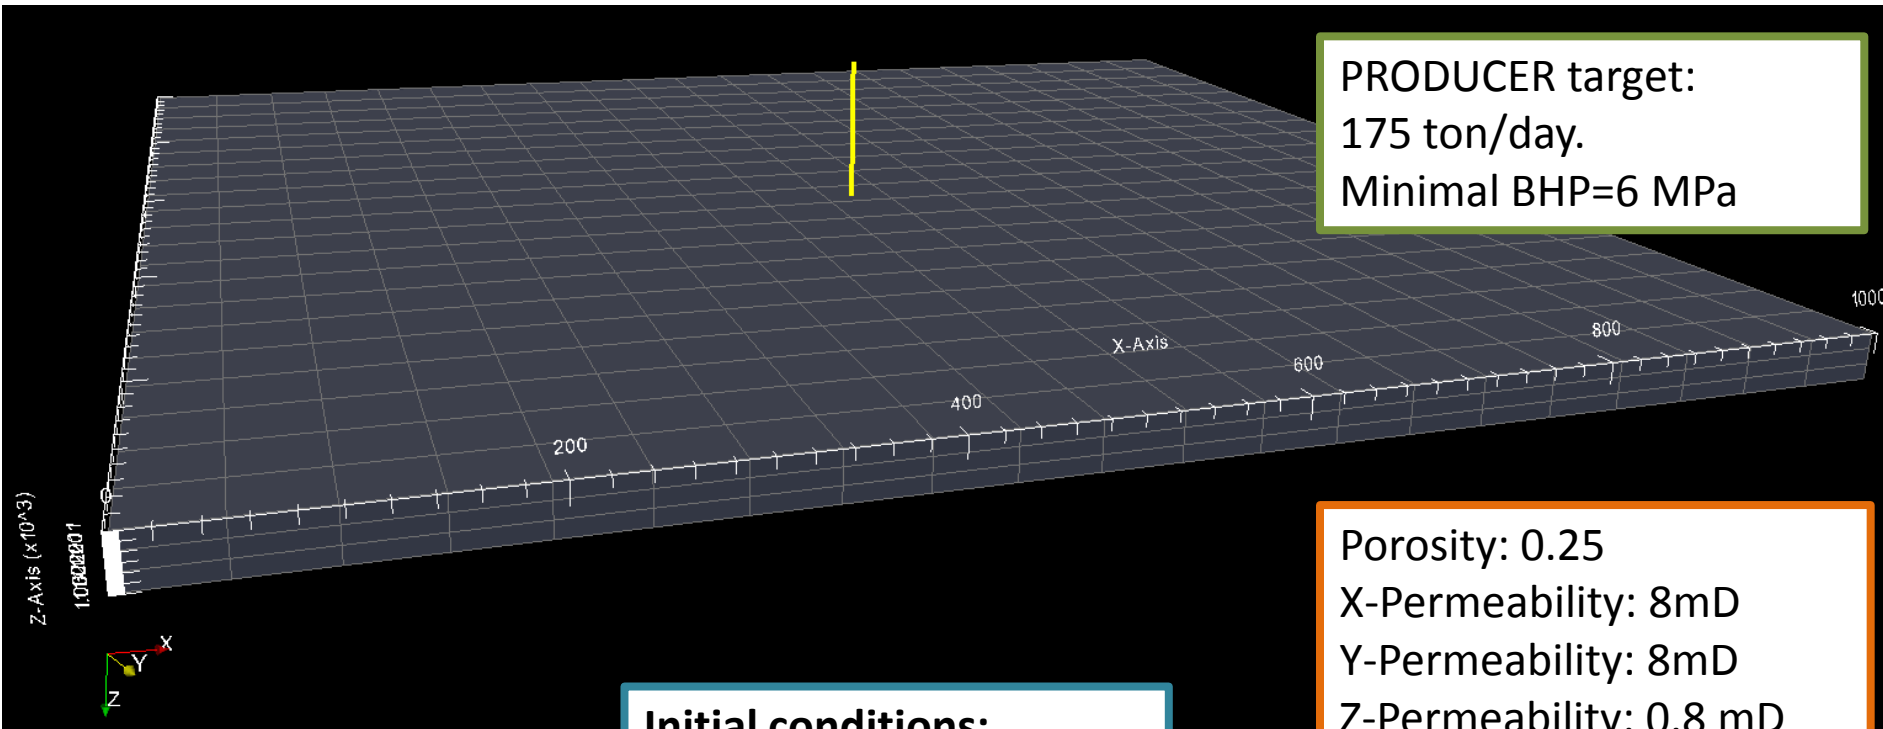 PRODUCER target:
175 ton/day.
Minimal BHP=6 MPa
1000
800
X-Axis
600
400
200
0
Z-Axis (x10^3)
X
Y
Z
Porosity: 0.25
X-Permeability: 8mD
Y-Permeability: 8mD
Z-Permeability: 0.8 mD
Initial conditions: